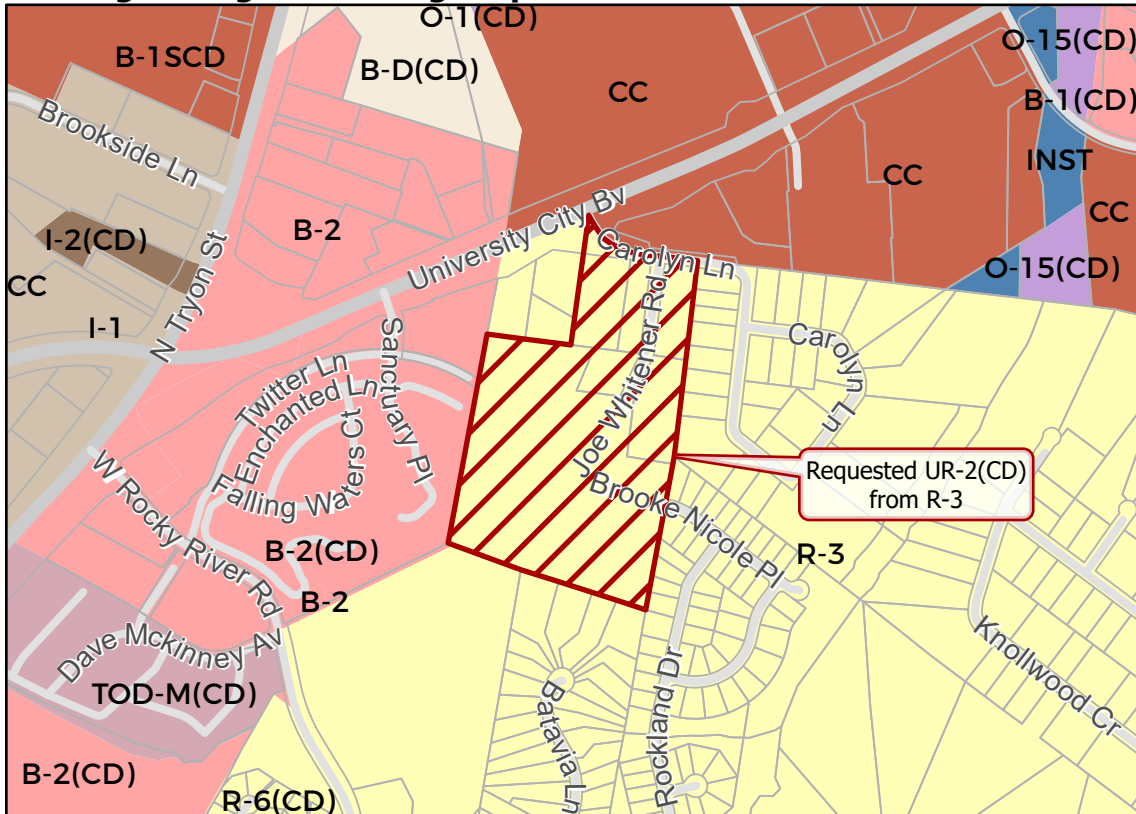 O-1(CD)
B-1SCD
B-D(CD)
O-15(CD)
CC
B-1(CD)
Brookside Ln
INST
CC
CC
I-2(CD)
B-2
University City Bv
Carolyn Ln
O-15(CD)
CC
N Tryon St
I-1
Joe Whitener Rd
Sanctuary Pl
Carolyn Ln
Twitter Ln
Enchanted Ln
Falling Waters Ct
Requested UR-2(CD)
from R-3
W Rocky River Rd
Brooke Nicole Pl
B-2(CD)
R-3
B-2
Dave Mckinney Av
Knollwood Cr
TOD-M(CD)
Batavia Ln
Rockland Dr
B-2(CD)
R-6(CD)